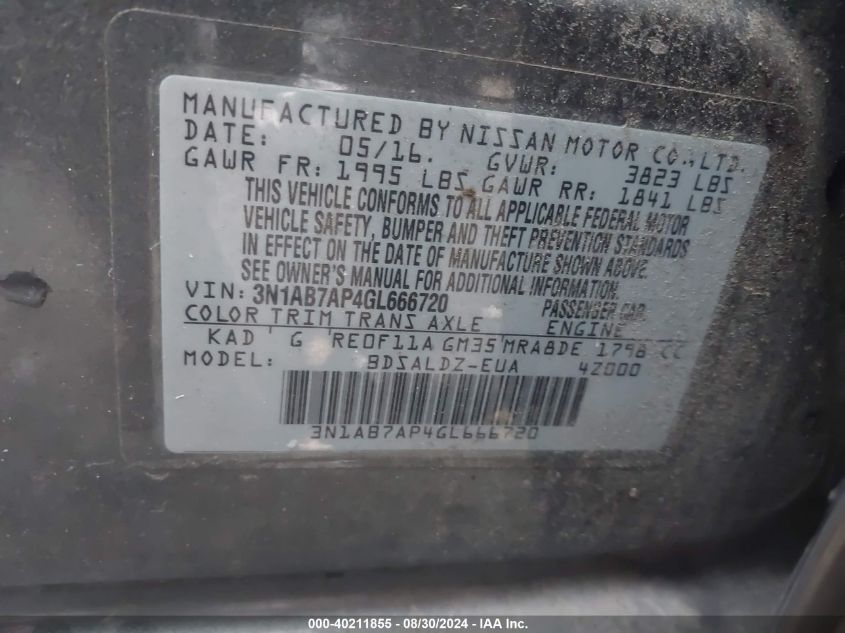 MANUFACTURED BY NISSAN MOTOR CO., LTD.
DATE: 05/16. GVWR: 3823 LBS
GAWR FR: 1995 LBS GAWR RR: 1841 LBS
THIS VEHICLE CONFORMS TO ALL APPLICABLE FEDERAL MOTOR
VEHICLE SAFETY, BUMPER AND THEFT PREVENTION STANDARDS
IN EFFECT ON THE DATE OF MANUFACTURE SHOWN ABOVE.
SEE OWNER'S MANUAL FOR ADDITIONAL INFORMATION.
VIN: 3N1AB7AP4GL666720 PASSENGER CAR
COLOR TRIM TRANS AXLE ENGINE
KAD G RE0F11A GM35 MRA8DE 1798 CC
MODEL: BDSALDZ-EUA 4Z000
3N1AB7AP4GL666720
000-40211855 - 08/30/2024 - IAA Inc.